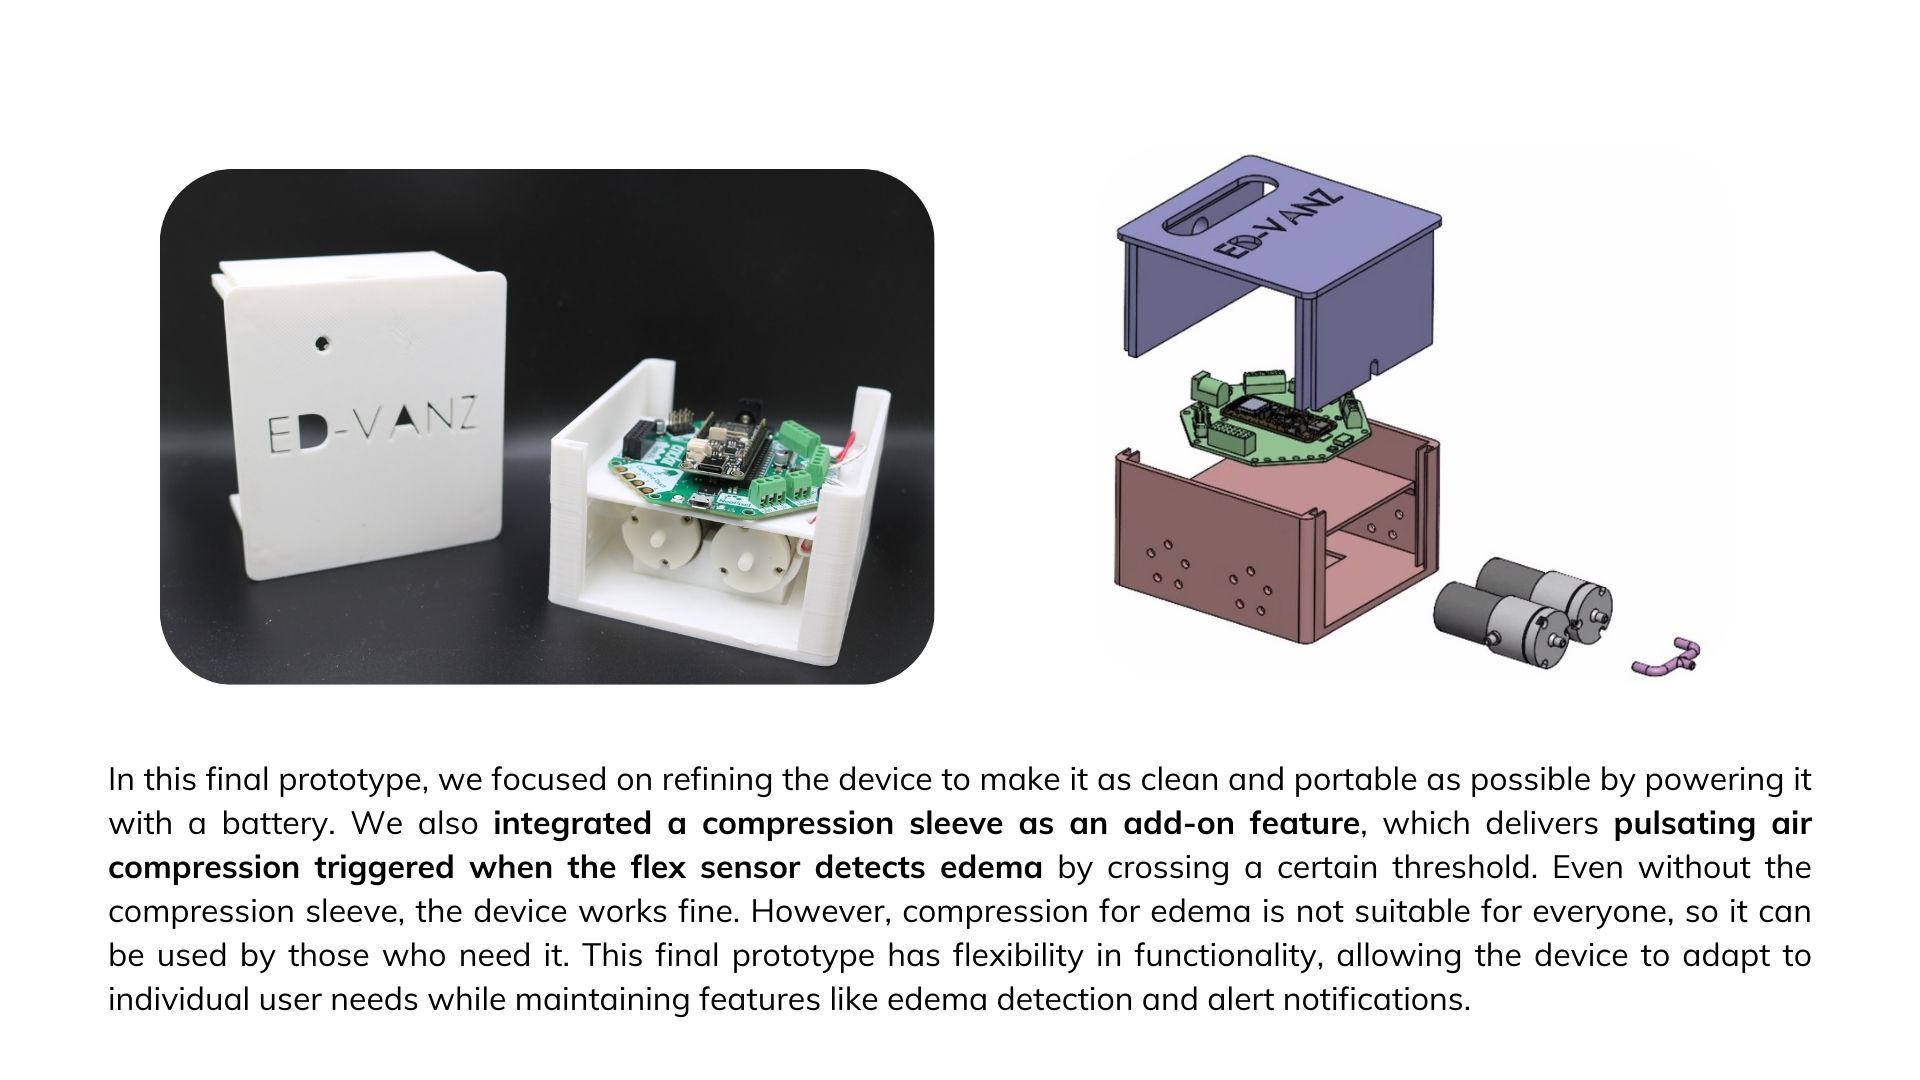 ED-VANZ
ED-VANZ
In this final prototype, we focused on refining the device to make it as clean and portable as possible by powering it
with a battery. We also integrated a compression sleeve as an add-on feature, which delivers pulsating air
compression triggered when the flex sensor detects edema by crossing a certain threshold. Even without the
compression sleeve, the device works fine. However, compression for edema is not suitable for everyone, so it can
be used by those who need it. This final prototype has flexibility in functionality, allowing the device to adapt to
individual user needs while maintaining features like edema detection and alert notifications.